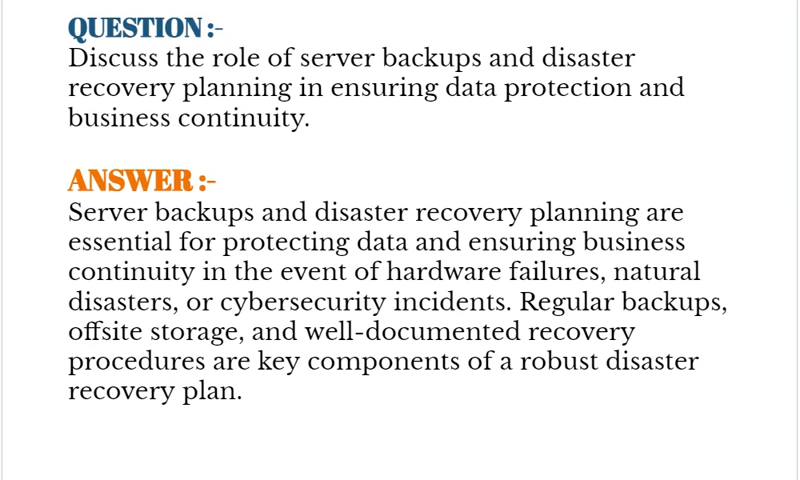 QUESTION :-
Discuss the role of server backups and disaster
recovery planning in ensuring data protection and
business continuity.
ANSWER :-
Server backups and disaster recovery planning are
essential for protecting data and ensuring business
continuity in the event of hardware failures, natural
disasters, or cybersecurity incidents. Regular backups,
offsite storage, and well-documented recovery
procedures are key components of a robust disaster
recovery plan.